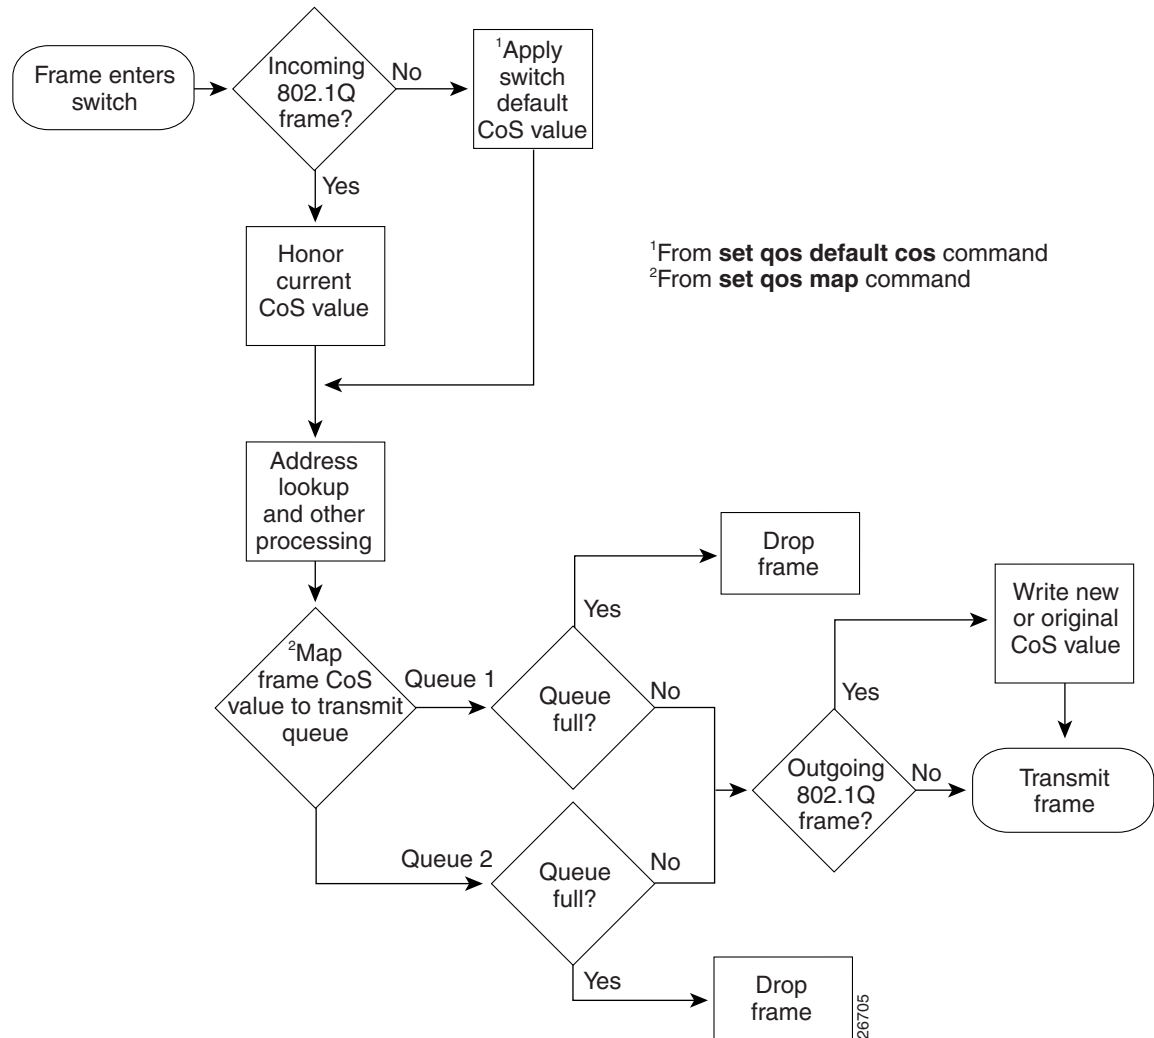 Frame enters
switch
Incoming
802.1Q
frame?
No
¹Apply
switch
default
CoS value
Yes
Honor
current
CoS value
¹From set qos default cos command
²From set qos map command
Address
lookup
and other
processing
Drop
frame
Yes
Write new
or original
CoS value
²Map
frame CoS
value to transmit
queue
Queue 1
Queue
full?
No
Yes
Outgoing
802.1Q
frame?
No
Transmit
frame
Queue 2
Queue
full?
No
Yes
Drop
frame
26705